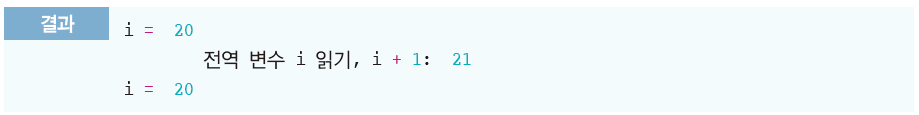 결과
i = 20
전역 변수 i 읽기, i + 1: 21
i = 20